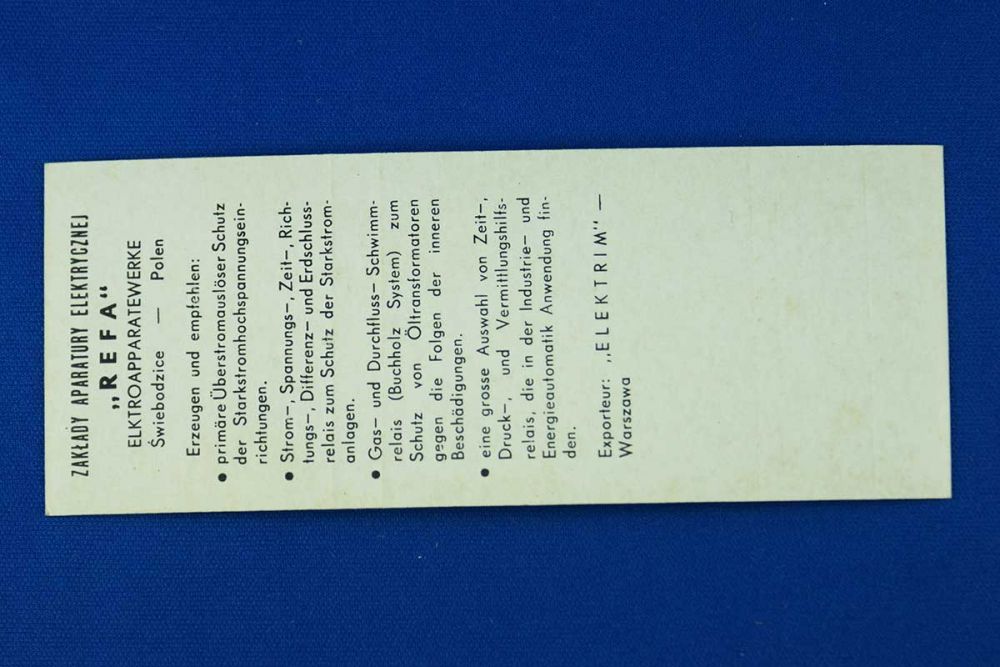 ZAKŁADY APARATURY ELEKTRYCZNEJ
„REFA“
ELKTROAPPARATEWERKE
Świebodzice — Polen
Erzeugen und empfehlen:
● primäre Überstromauslöser Schutz
der Starkstromhochspannungsein-
richtungen.
● Strom-, Spannungs-, Zeit-, Rich-
tungs-, Differenz- und Erdschluss-
relais zum Schutz der Starkstrom-
anlagen.
● Gas- und Durchfluss- Schwimm-
relais (Buchholz System) zum
Schutz von Öltransformatoren
gegen die Folgen der inneren
Beschädigungen.
● eine grosse Auswahl von Zeit-,
Druck-, und Vermittlungshilfs-
relais, die in der Industrie- und
Energieautomatik Anwendung fin-
den.
Exporteur: „ELEKTRIM“ —
Warszawa